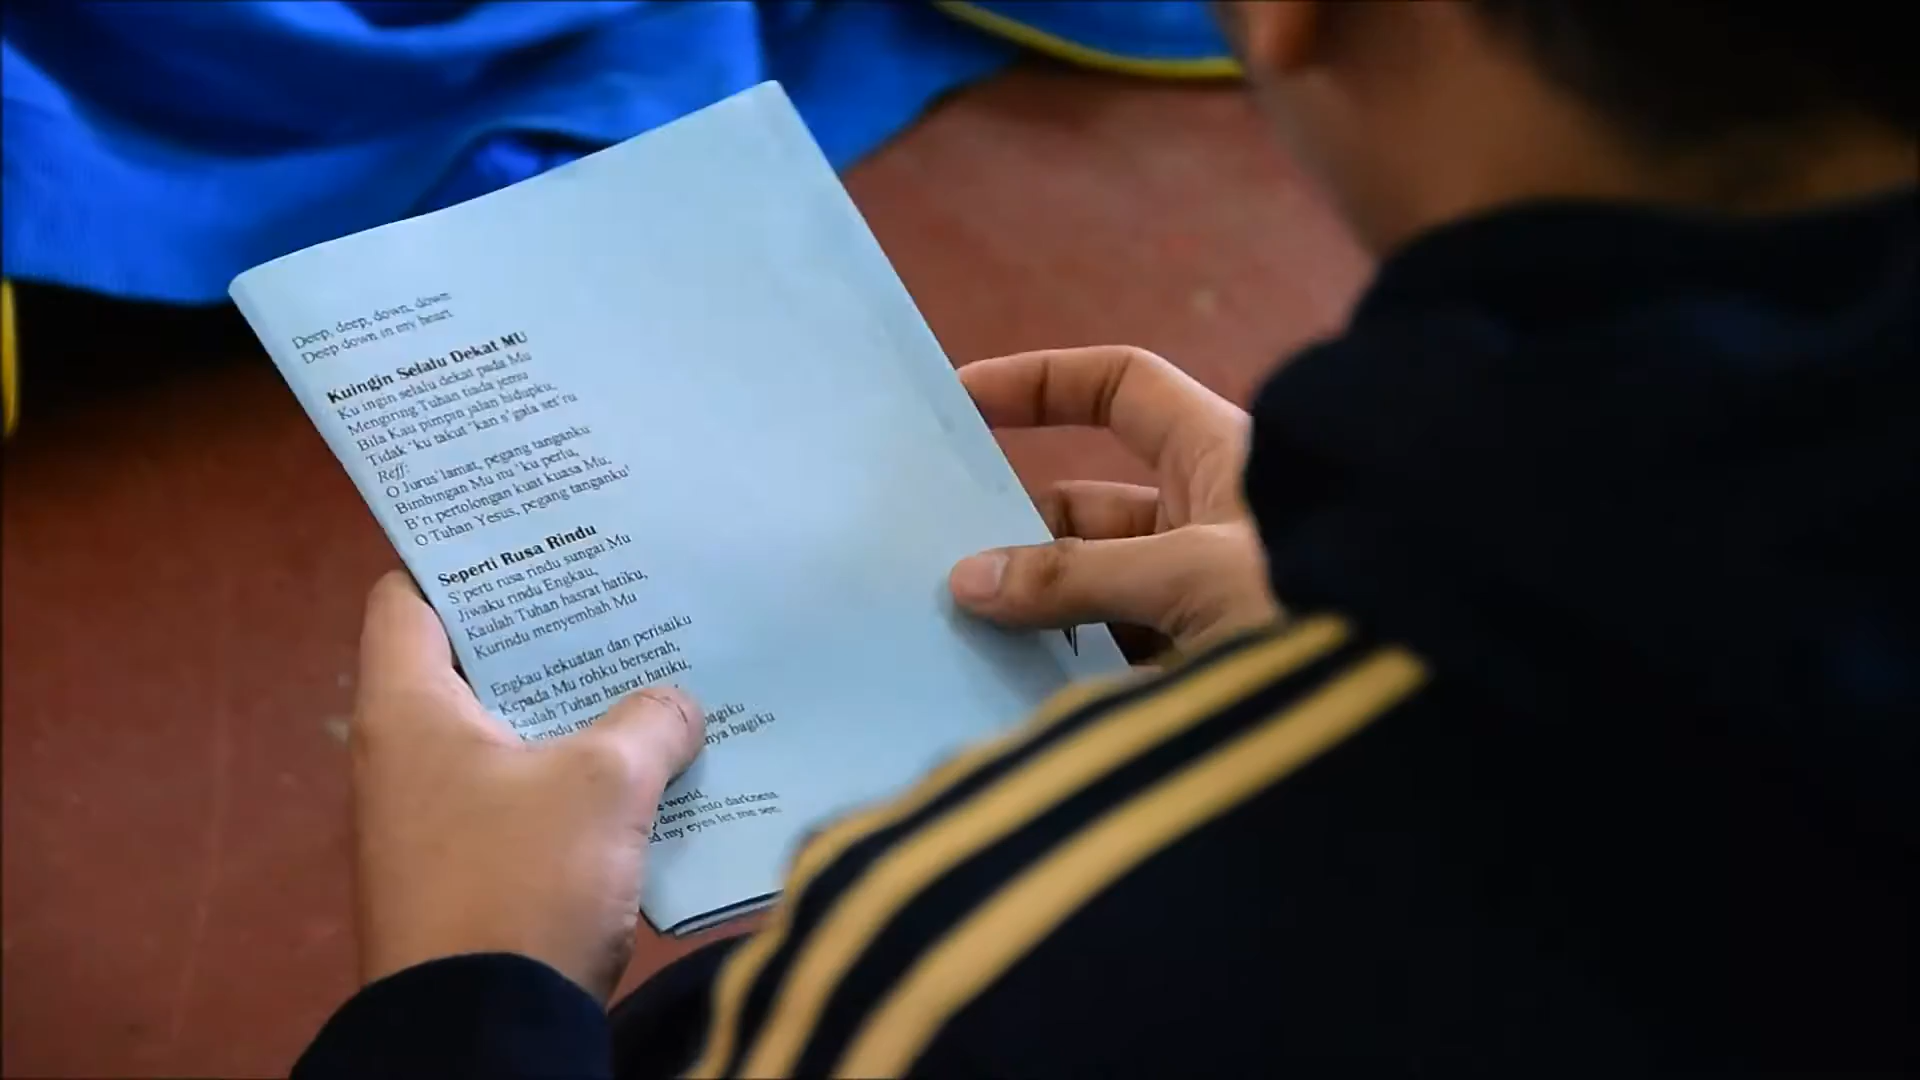 Deep, deep, down, down
Deep down in my heart
Kuingin Selalu Dekat MU
Ku ingin selalu dekat pada Mu
Mengiring Tuhan tiada jemu
Bila Kau pimpin jalan hidupku,
Tidak 'ku takut 'kan s'gala set'ru
Reff:
O Jurus'lamat, pegang tanganku
Bimbingan Mu itu 'ku perlu,
B'ri pertolongan kuat kuasa Mu,
O Tuhan Yesus, pegang tanganku!
Seperti Rusa Rindu
S'perti rusa rindu sungai Mu
Jiwaku rindu Engkau,
Kaulah Tuhan hasrat hatiku,
Kurindu menyembah Mu
Engkau kekuatan dan perisaiku
Kepada Mu rohku berserah,
Kaulah Tuhan hasrat hatiku,
Kurindu
bagiku
nya bagiku
world,
down into darkness
my eyes let me see.